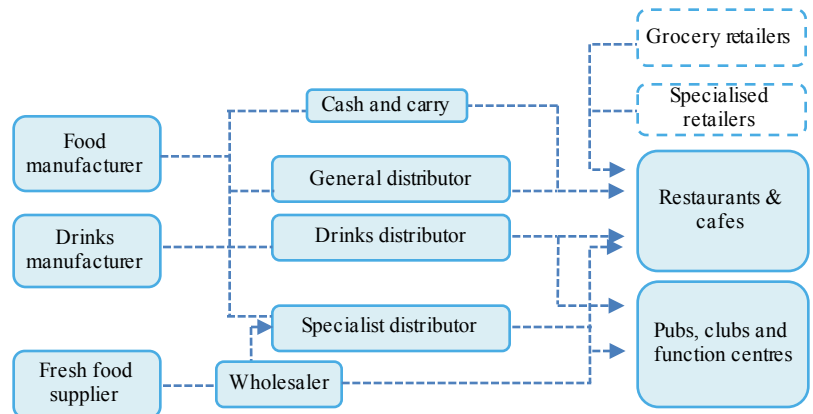 Grocery retailers
Specialised
retailers
Cash and carry
Food
manufacturer
General distributor
Restaurants &
cafes
Drinks
manufacturer
Drinks distributor
Specialist distributor
Pubs, clubs and
function centres
Fresh food
supplier
Wholesaler